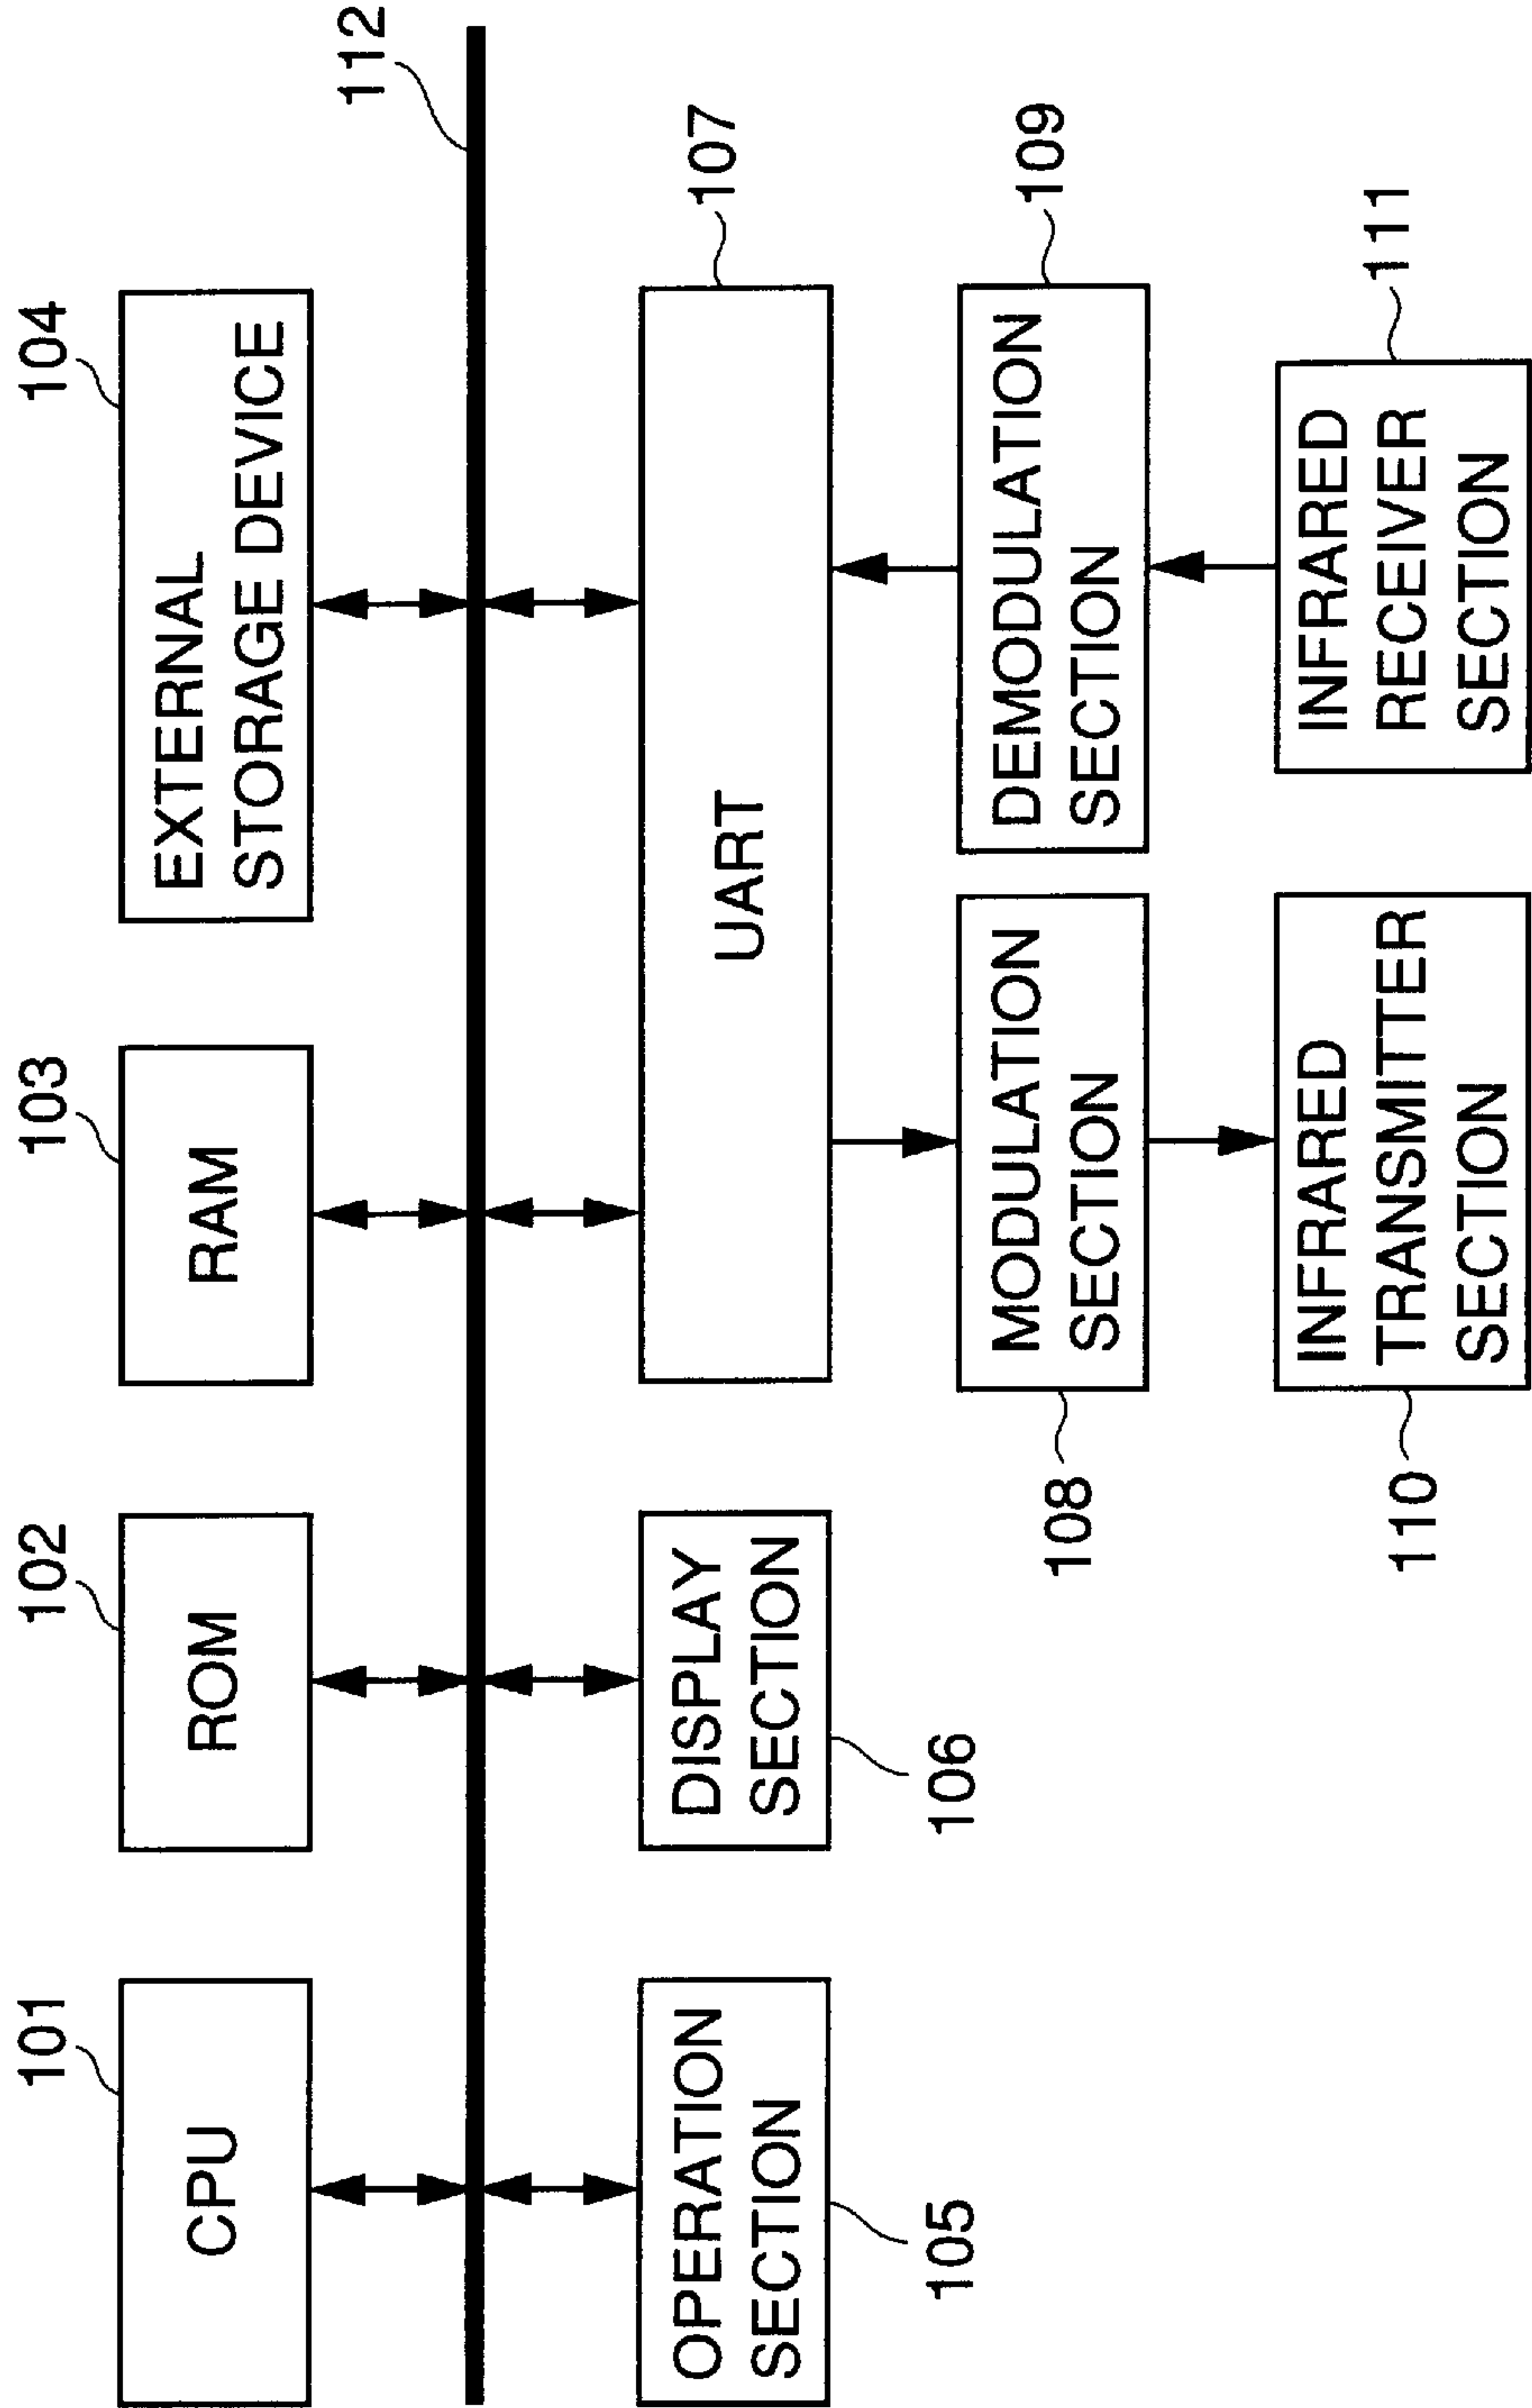 101
CPU
102
ROM
103
RAM
104
EXTERNAL
STORAGE DEVICE
112
OPERATION
SECTION
105
DISPLAY
SECTION
106
UART
107
MODULATION
SECTION
108
DEMODULATION
SECTION
109
INFRARED
TRANSMITTER
SECTION
110
INFRARED
RECEIVER
SECTION
111